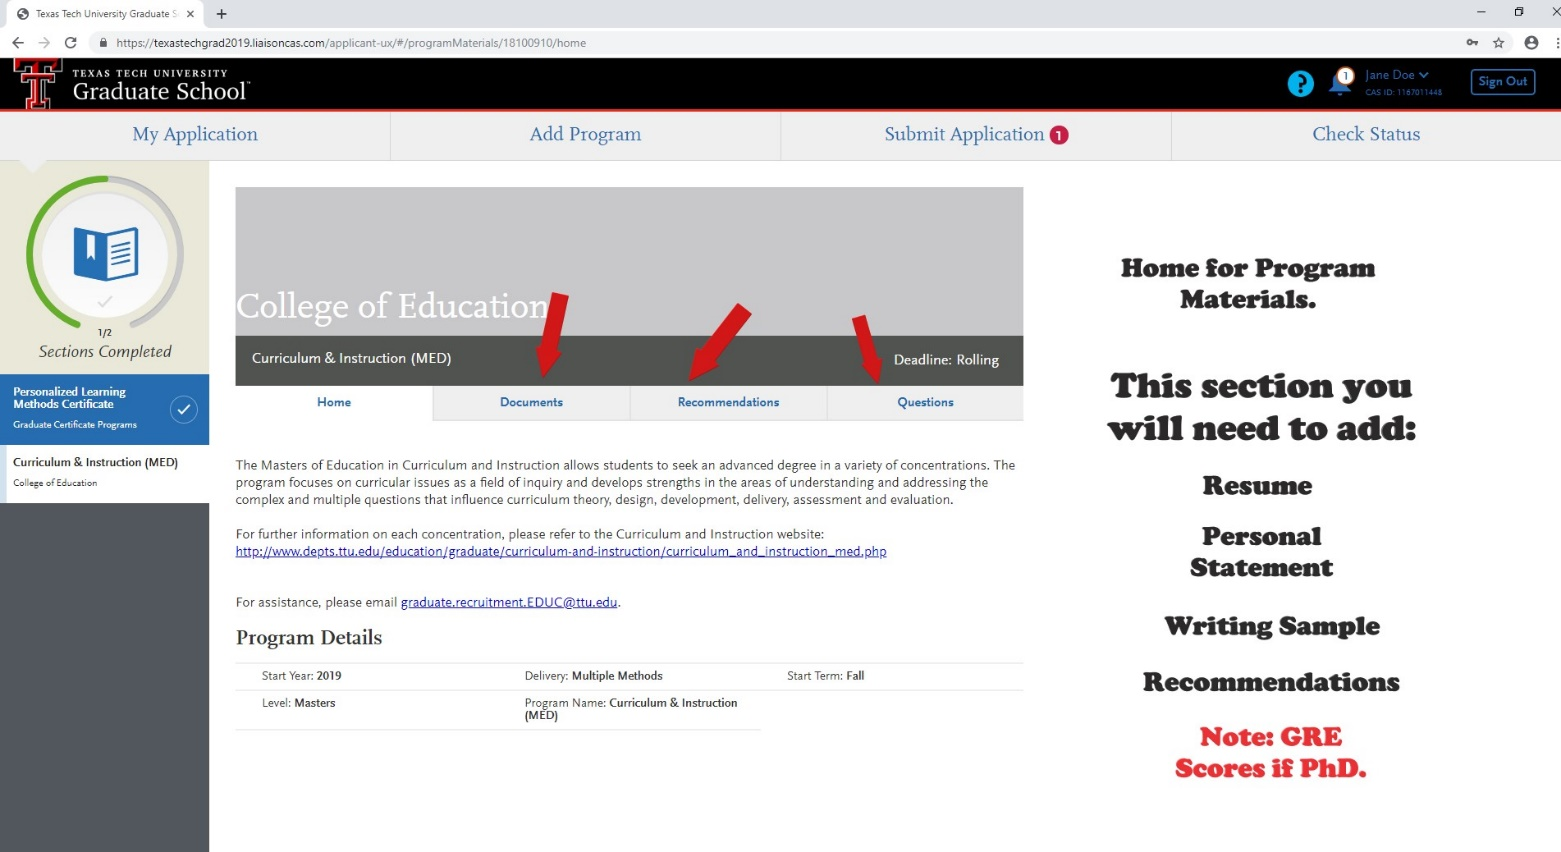 Texas Tech University Graduate S
https://texastechgrad2019.liaisoncas.com/applicant-ux/#/programMaterials/18100910/home
TEXAS TECH UNIVERSITY
Graduate School
?
1
Jane Doe
CAS ID: 1167011448
Sign Out
My Application
Add Program
Submit Application 1
Check Status
1/2
Sections Completed
Personalized Learning
Methods Certificate
Graduate Certificate Programs
Curriculum & Instruction (MED)
College of Education
College of Education
Curriculum & Instruction (MED)
Deadline: Rolling
Home
Documents
Recommendations
Questions
The Masters of Education in Curriculum and Instruction allows students to seek an advanced degree in a variety of concentrations. The
program focuses on curricular issues as a field of inquiry and develops strengths in the areas of understanding and addressing the
complex and multiple questions that influence curriculum theory, design, development, delivery, assessment and evaluation.
For further information on each concentration, please refer to the Curriculum and Instruction website:
http://www.depts.ttu.edu/education/graduate/curriculum-and-instruction/curriculum_and_instruction_med.php
For assistance, please email graduate.recruitment.EDUC@ttu.edu.
Program Details
Start Year: 2019
Delivery: Multiple Methods
Start Term: Fall
Level: Masters
Program Name: Curriculum & Instruction
(MED)
Home for Program
Materials.
This section you
will need to add:
Resume
Personal
Statement
Writing Sample
Recommendations
Note: GRE
Scores if PhD.